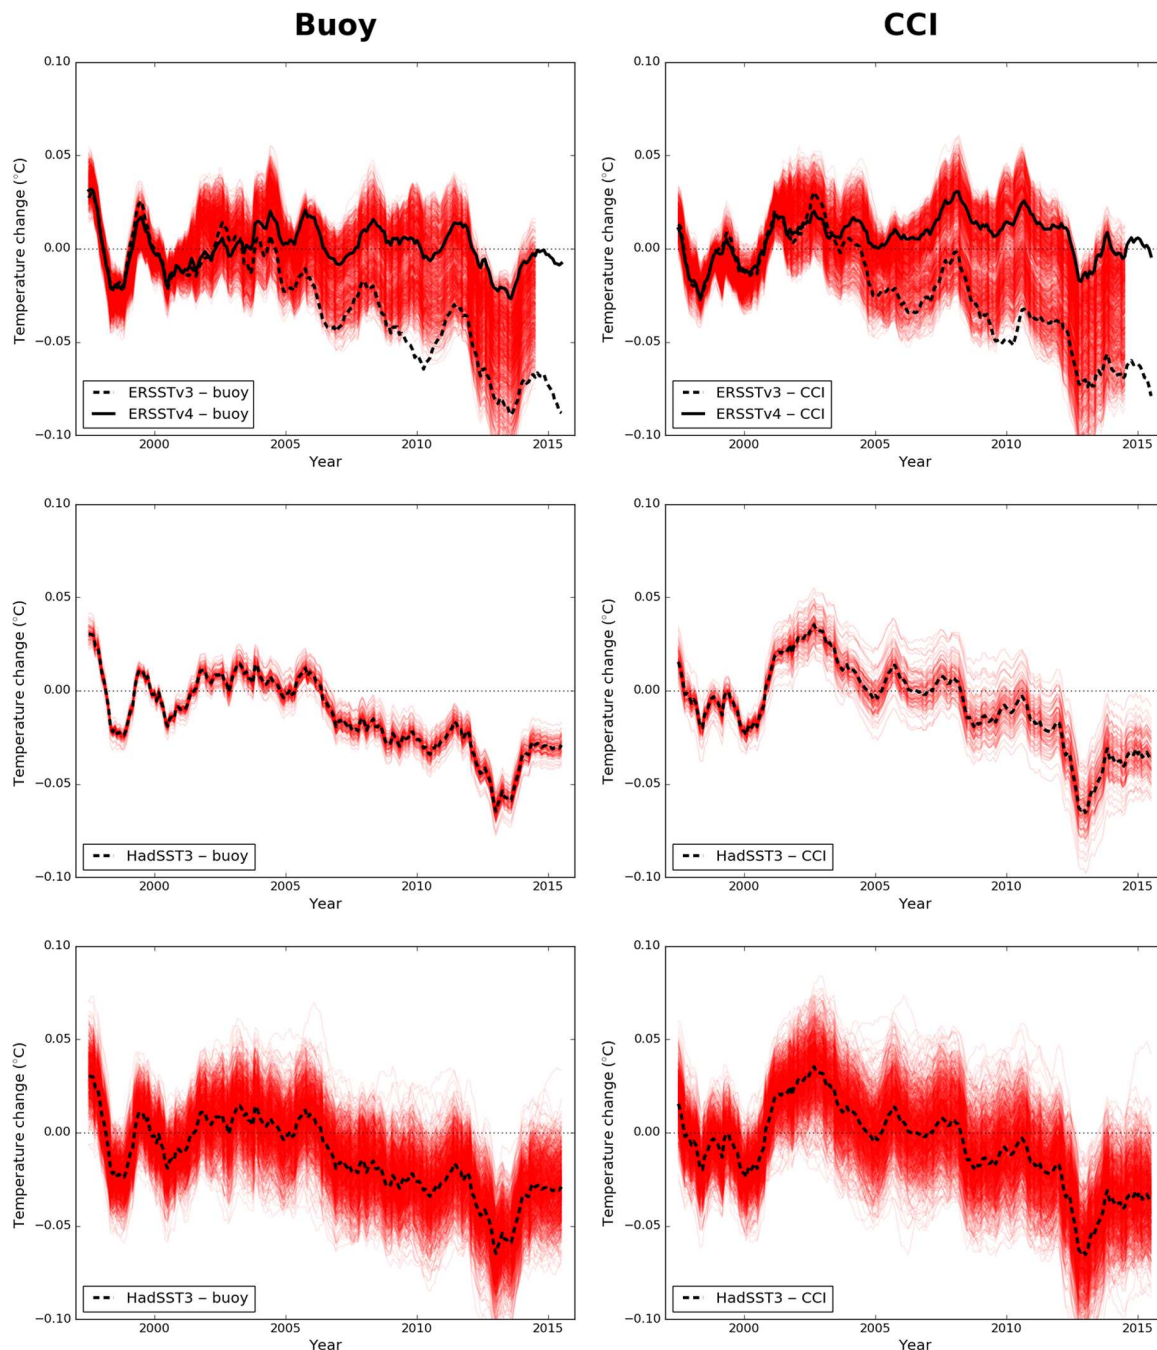 Buoy
CCI
0.10
0.05
0.00
−0.05
−0.10
Temperature change (°C)
ERSSTv3 − buoy
ERSSTv4 − buoy
2000
2005
2010
2015
Year
0.10
0.05
0.00
−0.05
−0.10
Temperature change (°C)
ERSSTv3 − CCI
ERSSTv4 − CCI
2000
2005
2010
2015
Year
0.10
0.05
0.00
−0.05
−0.10
Temperature change (°C)
HadSST3 − buoy
2000
2005
2010
2015
Year
0.10
0.05
0.00
−0.05
−0.10
Temperature change (°C)
HadSST3 − CCI
2000
2005
2010
2015
Year
0.10
0.05
0.00
−0.05
−0.10
Temperature change (°C)
HadSST3 − buoy
2000
2005
2010
2015
Year
0.10
0.05
0.00
−0.05
−0.10
Temperature change (°C)
HadSST3 − CCI
2000
2005
2010
2015
Year